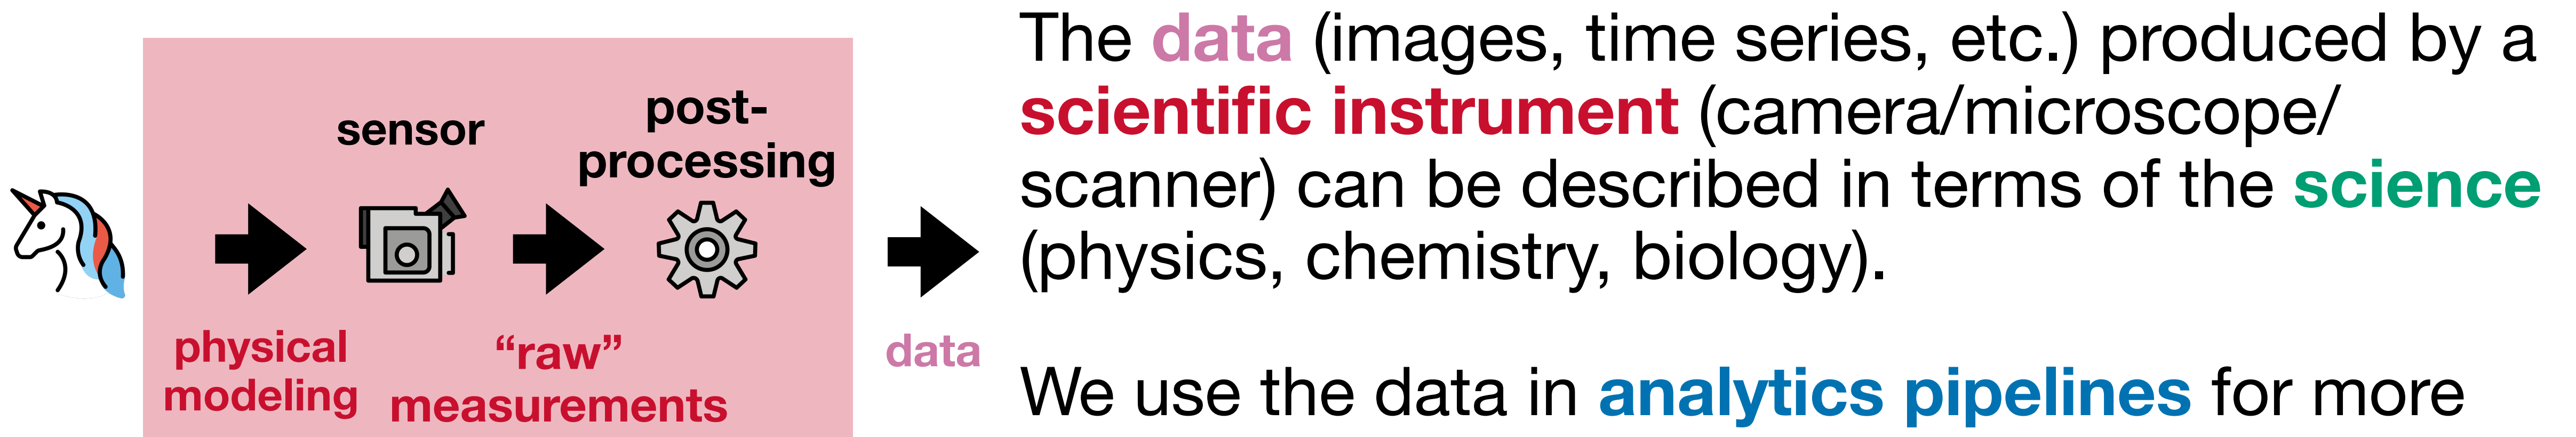 sensor
post-
processing
physical
modeling
“raw”
measurements
data
The data (images, time series, etc.) produced by a
scientific instrument (camera/microscope/
scanner) can be described in terms of the science
(physics, chemistry, biology).
We use the data in analytics pipelines for more